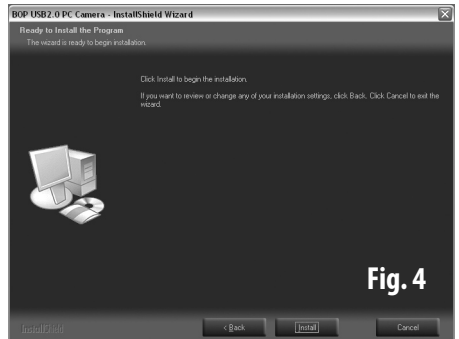 BOP USB2.0 PC Camera - InstallShield Wizard
Ready to Install the Program
The wizard is ready to begin installation.
Click Install to begin the installation.
If you want to review or change any of your installation settings, click Back. Click Cancel to exit the
wizard.
Fig. 4
InstallShield
< Back
Install
Cancel